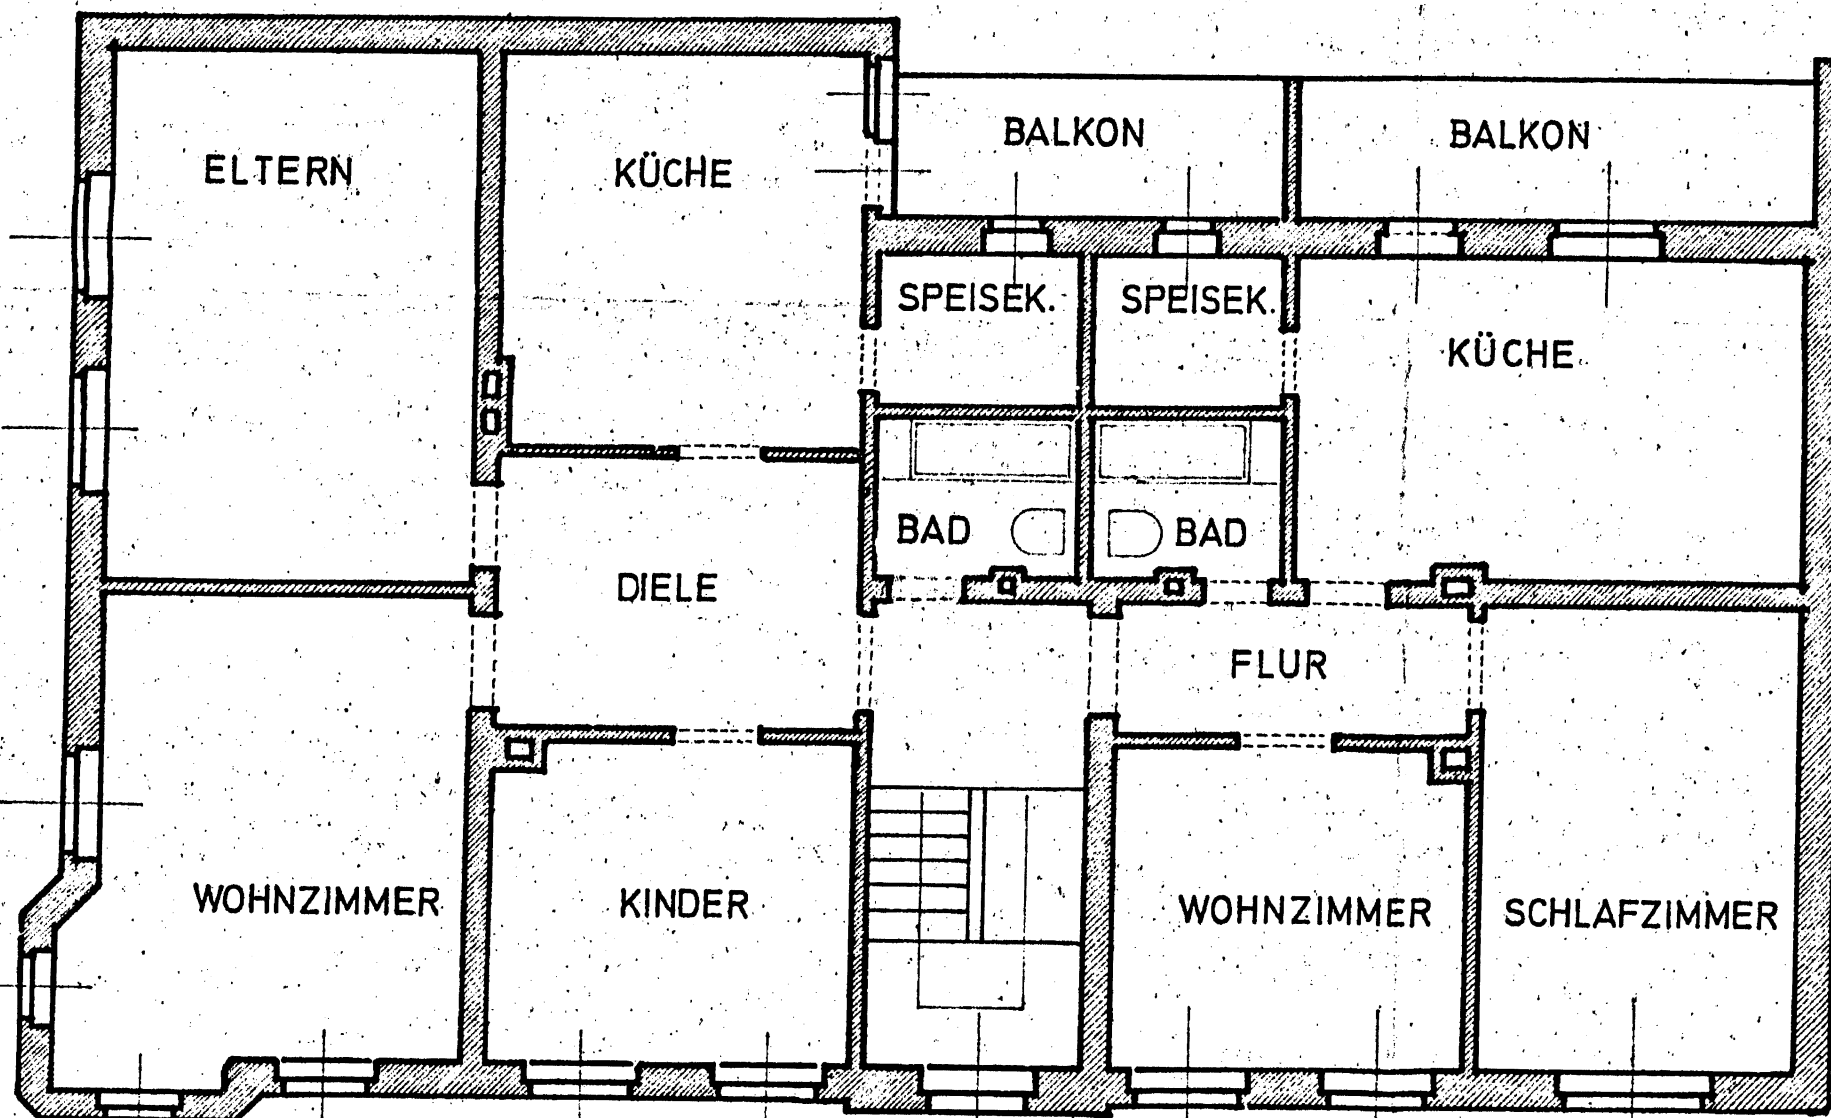 BALKON
BALKON
ELTERN
KÜCHE
SPEISEK.
SPEISEK.
KÜCHE
BAD
BAD
DIELE
FLUR
WOHNZIMMER
KINDER
WOHNZIMMER
SCHLAFZIMMER